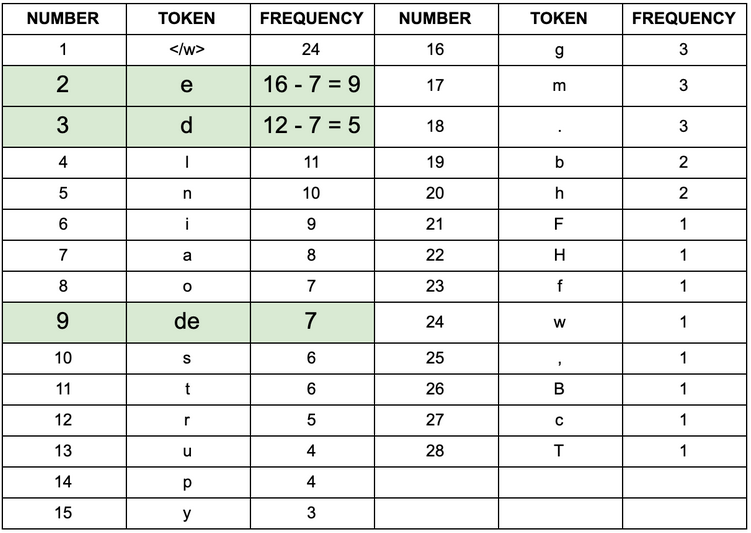 NUMBER TOKEN FREQUENCY NUMBER TOKEN FREQUENCY
1 </w> 24 16 g 3
2 e 16 - 7 = 9 17 m 3
3 d 12 - 7 = 5 18 . 3
4 l 11 19 b 2
5 n 10 20 h 2
6 i 9 21 F 1
7 a 8 22 H 1
8 o 7 23 f 1
9 de 7 24 w 1
10 s 6 25 , 1
11 t 6 26 B 1
12 r 5 27 c 1
13 u 4 28 T 1
14 p 4
15 y 3